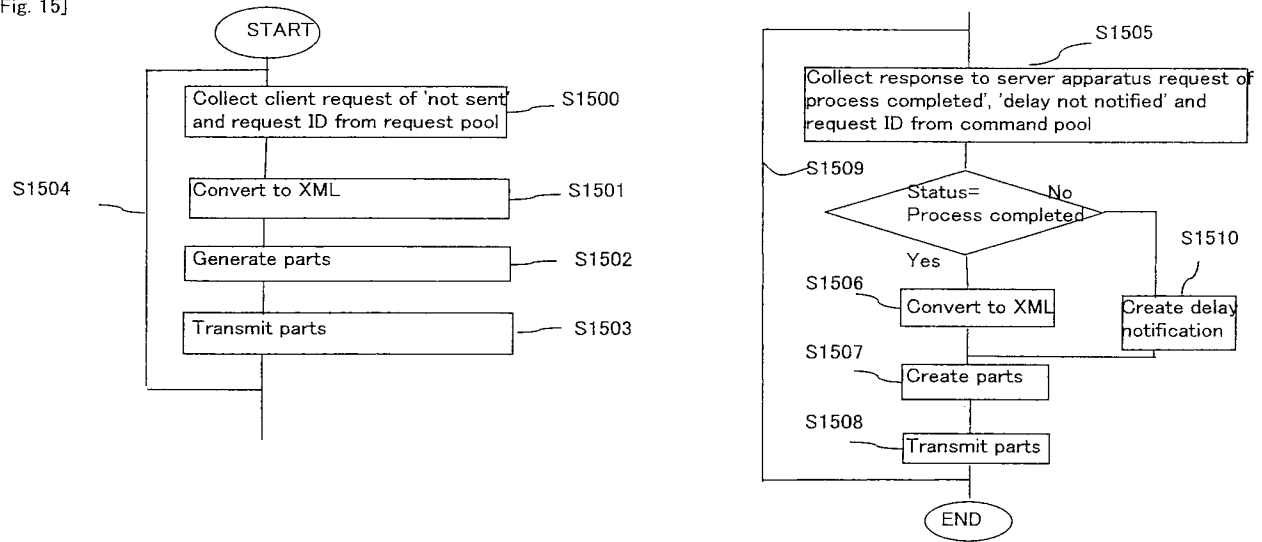 Fig. 15]
START
Collect client request of 'not sent'
and request ID from request pool
S1500
S1504
Convert to XML
S1501
Generate parts
S1502
Transmit parts
S1503
S1505
Collect response to server apparatus request of
process completed', 'delay not notified' and
request ID from command pool
S1509
Status=
Process completed
No
Yes
S1510
S1506
Convert to XML
Create delay
notification
S1507
Create parts
S1508
Transmit parts
END